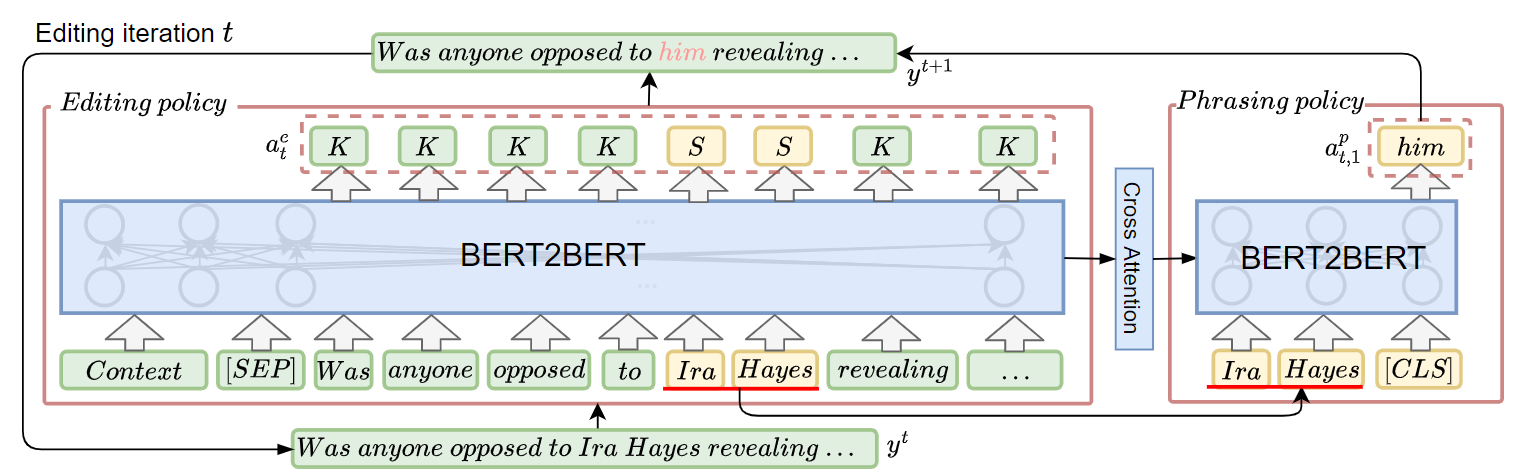 Editing iteration t
Was anyone opposed to him revealing ...
y^{t+1}
Editing policy
Phrasing policy
a_t^e
K K K K S S K K
a_{t,1}^p
him
...
BERT2BERT
...
Cross Attention
BERT2BERT
Context [SEP] Was anyone opposed to Ira Hayes revealing ...
Ira Hayes [CLS]
Was anyone opposed to Ira Hayes revealing ...
y^t